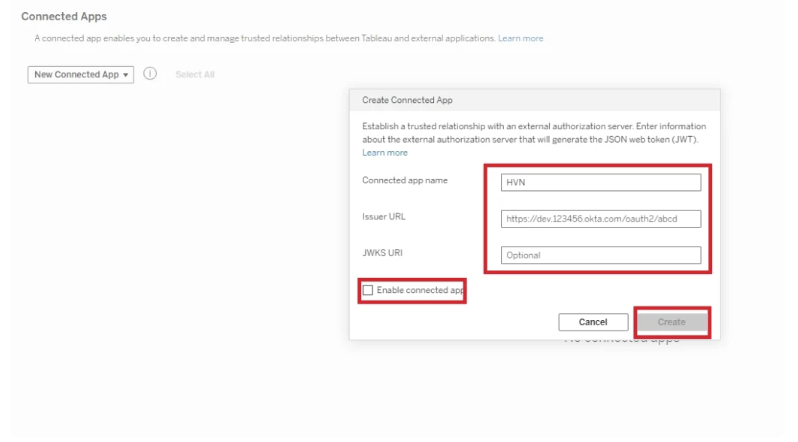 Connected Apps
A connected app enables you to create and manage trusted relationships between Tableau and external applications. Learn more
New Connected App ▾ ⓘ Select All
Create Connected App
Establish a trusted relationship with an external authorization server. Enter information
about the external authorization server that will generate the JSON web token (JWT).
Learn more
Connected app name
HVN
Issuer URL
https://dev.123456.okta.com/oauth2/abcd
JWKS URI
Optional
Enable connected app
Cancel Create
No connected apps